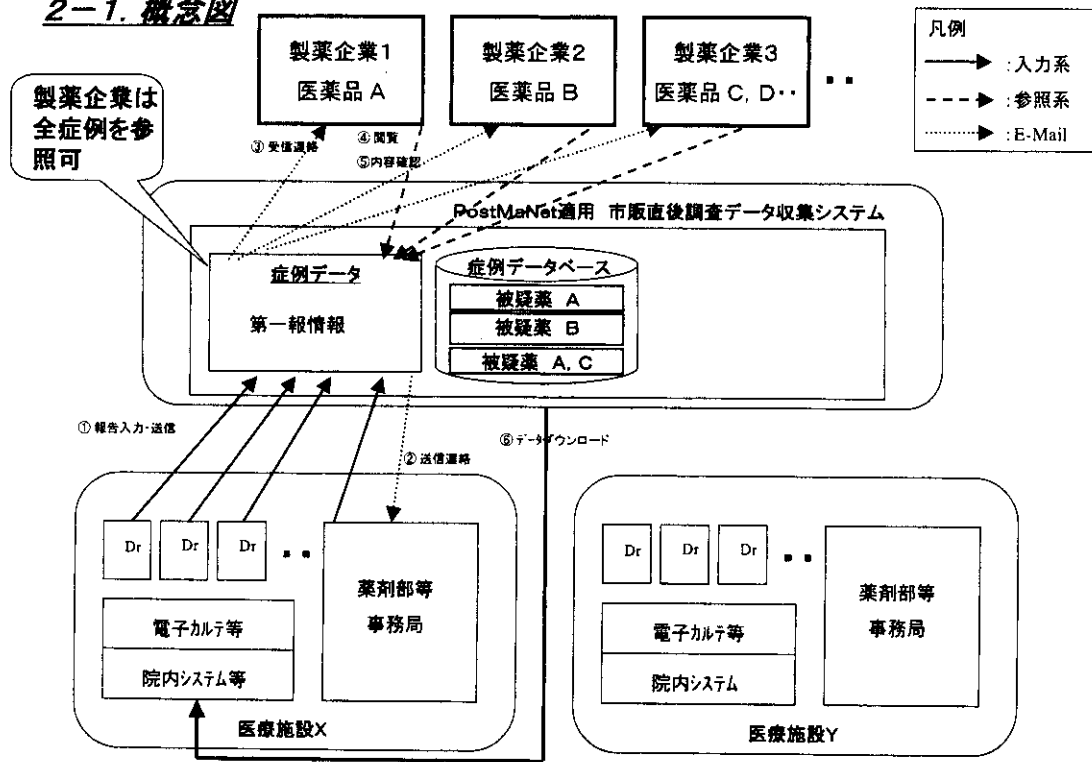 2-1. 概念図
製薬企業1
医薬品 A
製薬企業2
医薬品 B
製薬企業3
医薬品 C, D‥
凡例
:入力系
:参照系
:E-Mail
製薬企業は
全症例を参
照可
③ 受信連絡
④ 閲覧
⑤内容確認
PostMaNet適用 市販直後調査データ収集システム
症例データ
第一報情報
症例データベース
被疑薬 A
被疑薬 B
被疑薬 A, C
① 報告入力・送信
② 送信連絡
⑥ データダウンロード
Dr
Dr
Dr
薬剤部等
事務局
電子カルテ等
院内システム等
医療施設X
Dr
Dr
Dr
薬剤部等
事務局
電子カルテ等
院内システム
医療施設Y